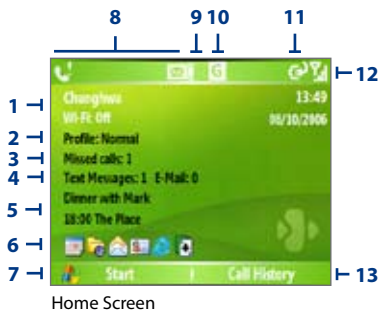 8 9 10 11
12
1 Chunghwa 13:49
Wi-Fi: Off 08/10/2006
2 Profile: Normal
3 Missed calls: 1
4 Text Messages: 1 E-Mail: 0
5 Dinner with Mark
18:00 The Place
6
7 Start Call History 13
Home Screen